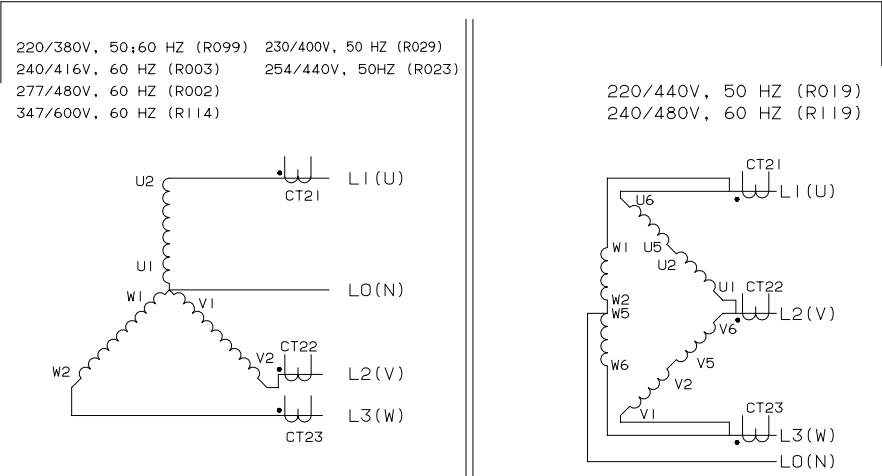 220/380V, 50;60 HZ (R099) 230/400V, 50 HZ (R029)
240/416V, 60 HZ (R003) 254/440V, 50HZ (R023)
277/480V, 60 HZ (R002)
347/600V, 60 HZ (R114)
U2
CT21
L1(U)
U1
L0(N)
W1
V1
W2
V2
CT22
L2(V)
L3(W)
CT23
220/440V, 50 HZ (R019)
240/480V, 60 HZ (R119)
CT21
L1(U)
U6
W1
U5
U2
U1
CT22
W2
W5
L2(V)
V6
W6
V5
V2
V1
CT23
L3(W)
L0(N)